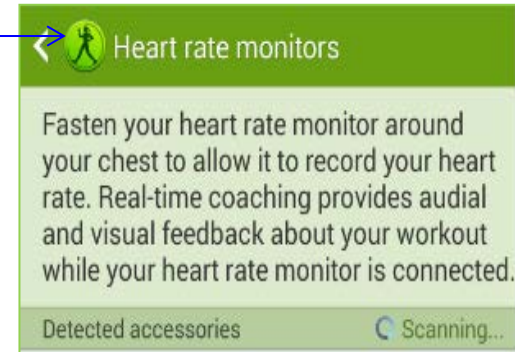 Heart rate monitors
Fasten your heart rate monitor around
your chest to allow it to record your heart
rate. Real-time coaching provides audial
and visual feedback about your workout
while your heart rate monitor is connected.
Detected accessories Scanning...